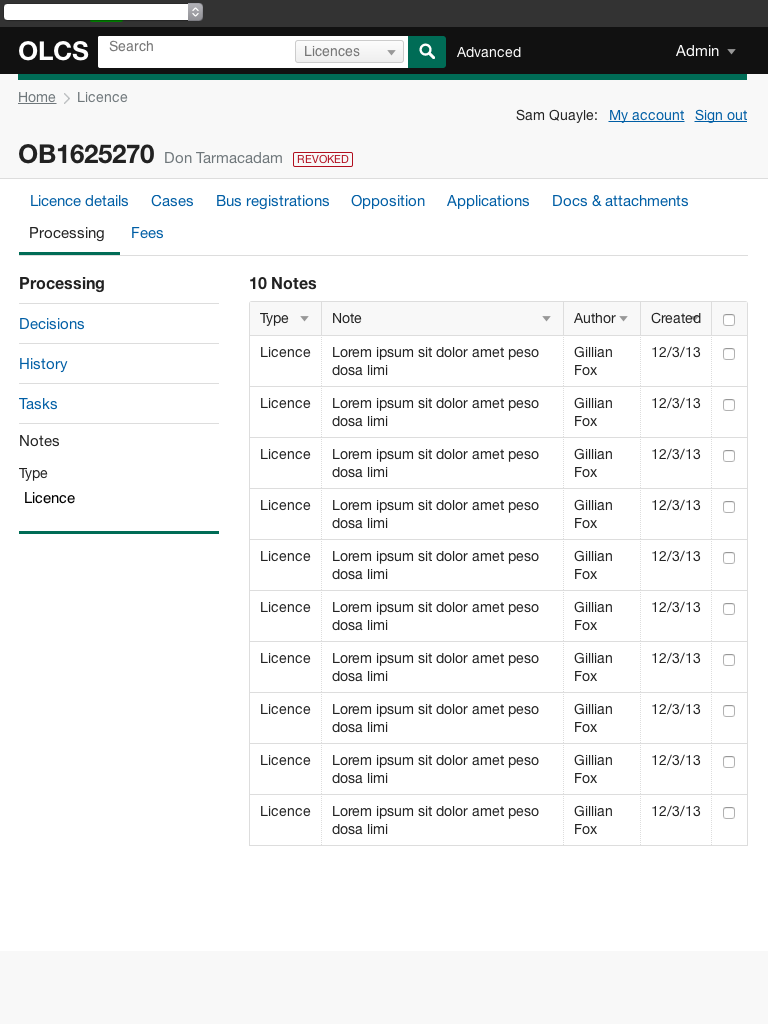 OLCS Search Licences Advanced Admin
Home Licence
Sam Quayle: My account Sign out
OB1625270 Don Tarmacadam REVOKED
Licence details Cases Bus registrations Opposition Applications Docs & attachments
Processing Fees
Processing
Decisions
History
Tasks
Notes
Type
Licence
10 Notes
Type Note Author Created
Licence Lorem ipsum sit dolor amet peso Gillian 12/3/13
dosa limi Fox
Licence Lorem ipsum sit dolor amet peso Gillian 12/3/13
dosa limi Fox
Licence Lorem ipsum sit dolor amet peso Gillian 12/3/13
dosa limi Fox
Licence Lorem ipsum sit dolor amet peso Gillian 12/3/13
dosa limi Fox
Licence Lorem ipsum sit dolor amet peso Gillian 12/3/13
dosa limi Fox
Licence Lorem ipsum sit dolor amet peso Gillian 12/3/13
dosa limi Fox
Licence Lorem ipsum sit dolor amet peso Gillian 12/3/13
dosa limi Fox
Licence Lorem ipsum sit dolor amet peso Gillian 12/3/13
dosa limi Fox
Licence Lorem ipsum sit dolor amet peso Gillian 12/3/13
dosa limi Fox
Licence Lorem ipsum sit dolor amet peso Gillian 12/3/13
dosa limi Fox